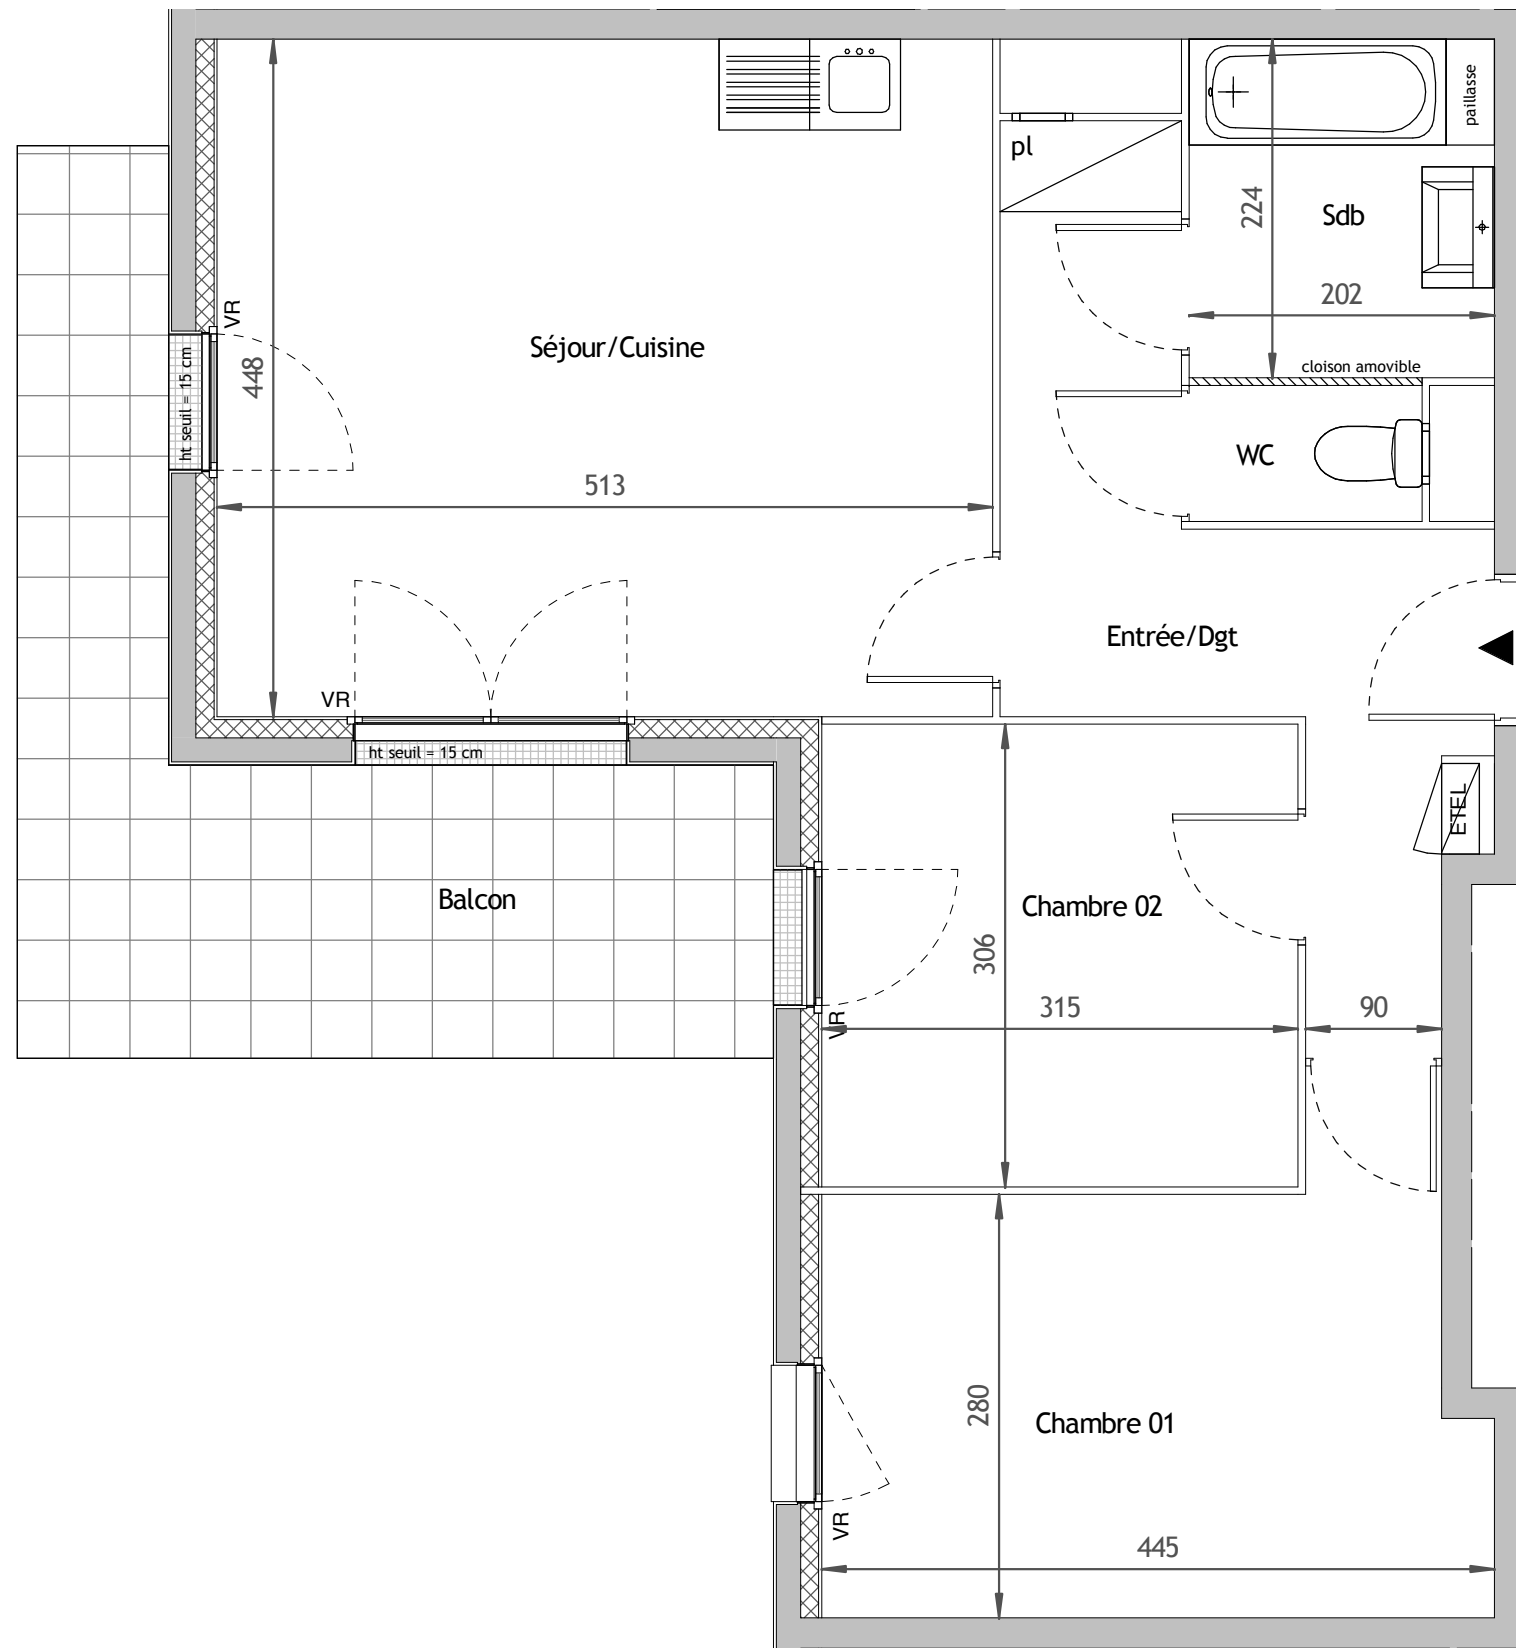 paillasse
pl
224
Sdb
202
VR
ht seuil = 15 cm
448
Séjour/Cuisine
cloison amovible
WC
513
Entrée/Dgt
VR
ht seuil = 15 cm
ETEL
Balcon
Chambre 02
306
315
90
VR
280
Chambre 01
VR
445